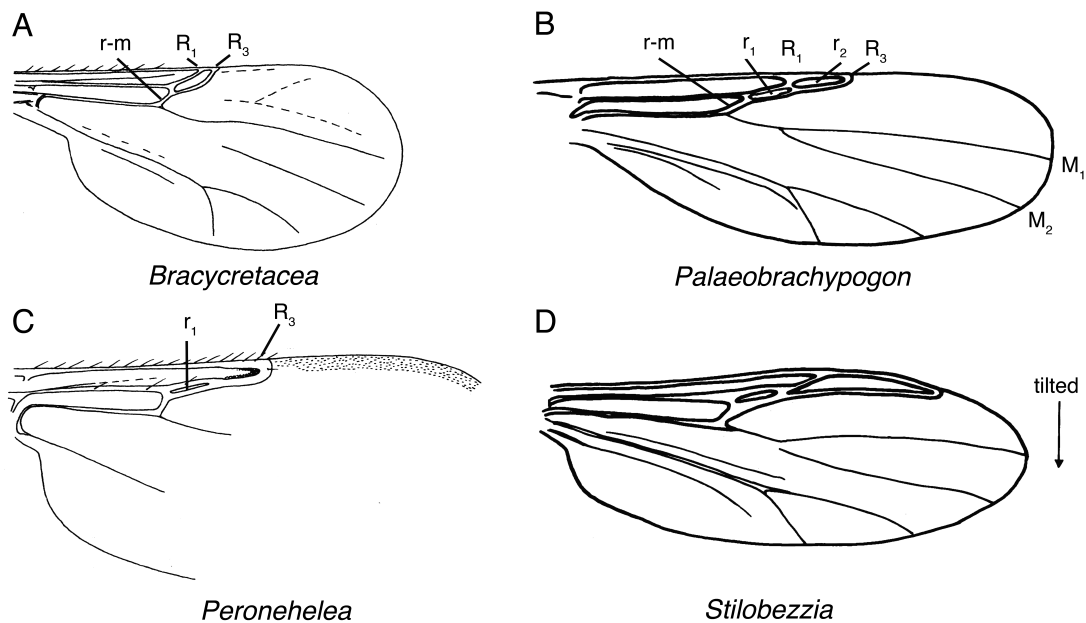 A
r-m R₁ R₃
Bracycretacea
B
r-m r₁ R₁ r₂ R₃
M₁
M₂
Palaeobrachypogon
C
r₁ R₃
Peronehelea
D
tilted
Stilobezzia